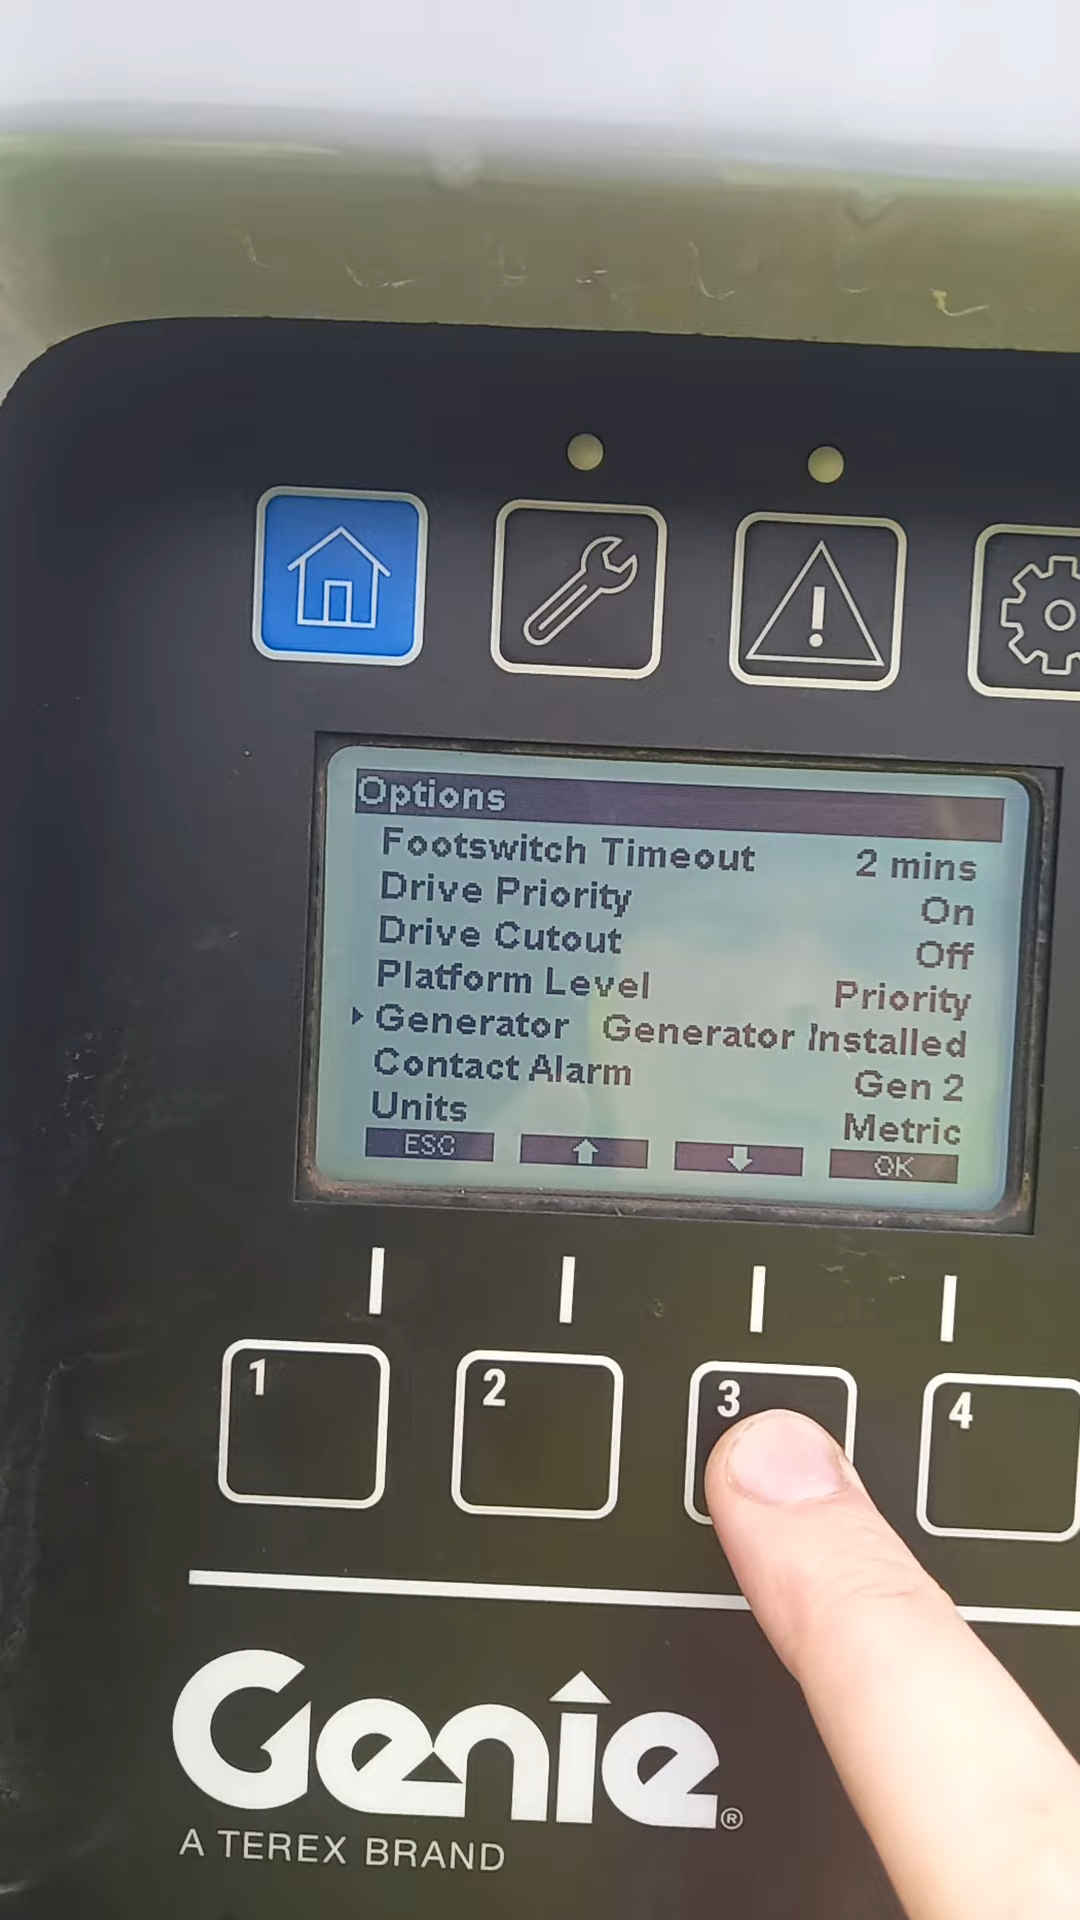 Options
Footswitch Timeout 2 mins
Drive Priority On
Drive Cutout Off
Platform Level Priority
Generator Generator Installed
Contact Alarm Gen 2
Units Metric
ESC OK
1 2 3 4
Genie®
A TEREX BRAND